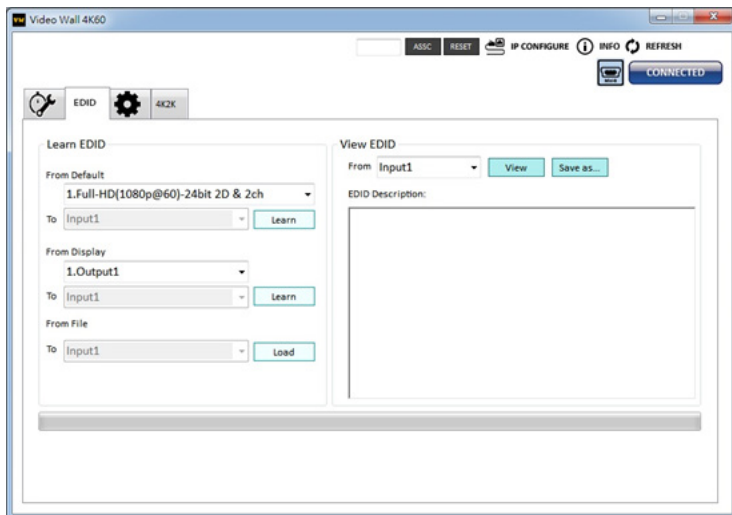 VW Video Wall 4K60
ASSC RESET IP CONFIGURE INFO REFRESH
CONNECTED
EDID 4K2K
Learn EDID
From Default
1.Full-HD(1080p@60)-24bit 2D & 2ch
To Input1 Learn
From Display
1.Output1
To Input1 Learn
From File
To Input1 Load
View EDID
From Input1 View Save as...
EDID Description: